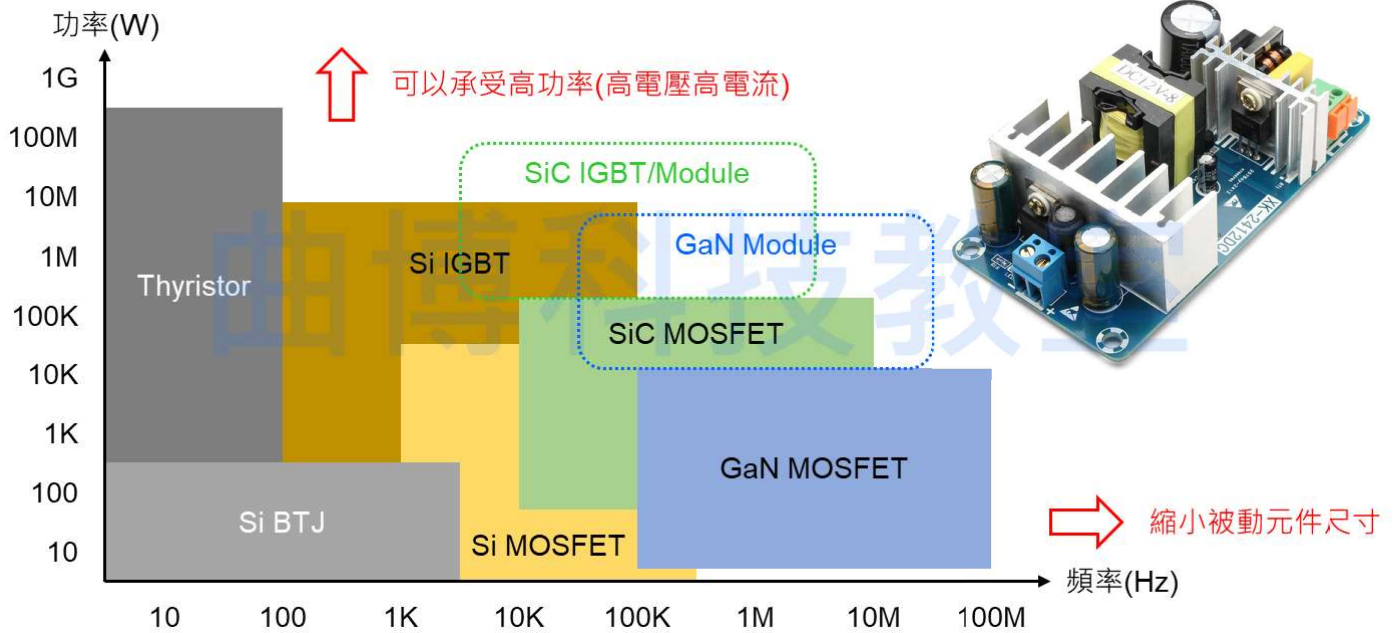 功率(W)
1G
100M
10M
1M
100K
10K
1K
100
10
可以承受高功率(高電壓高電流)
SiC IGBT/Module
GaN Module
Si IGBT
Thyristor
SiC MOSFET
GaN MOSFET
Si BTJ
Si MOSFET
縮小被動元件尺寸
頻率(Hz)
10 100 1K 10K 100K 1M 10M 100M
曲博科技教室
DC12V-8
XK-2412DC